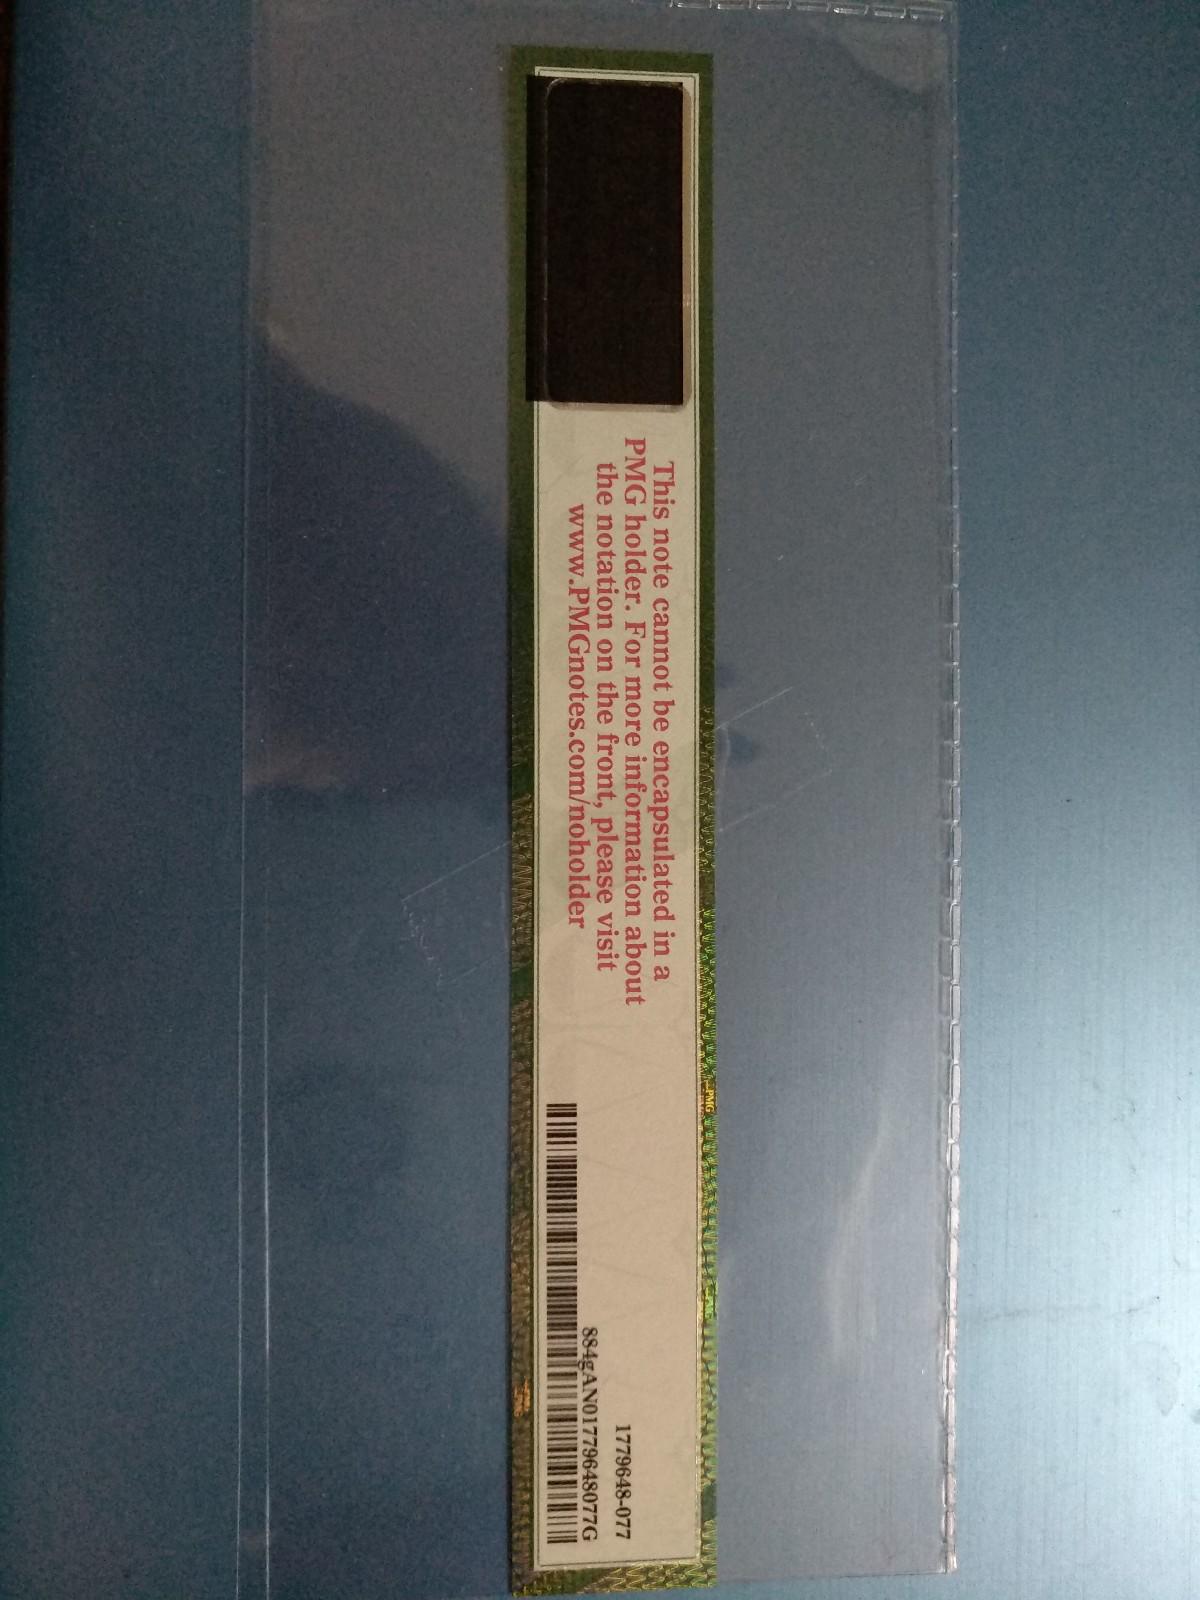 This note cannot be encapsulated in a
PMG holder. For more information about
the notation on the front, please visit
www.PMGnotes.com/noholder
1779648-077
884gAN01779648077G
PMG